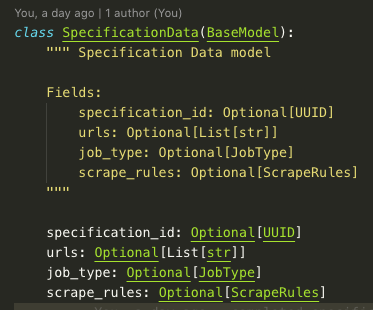 You, a day ago | 1 author (You)
class SpecificationData(BaseModel):
    """ Specification Data model

    Fields:
        specification_id: Optional[UUID]
        urls: Optional[List[str]]
        job_type: Optional[JobType]
        scrape_rules: Optional[ScrapeRules]
    """

    specification_id: Optional[UUID]
    urls: Optional[List[str]]
    job_type: Optional[JobType]
    scrape_rules: Optional[ScrapeRules]